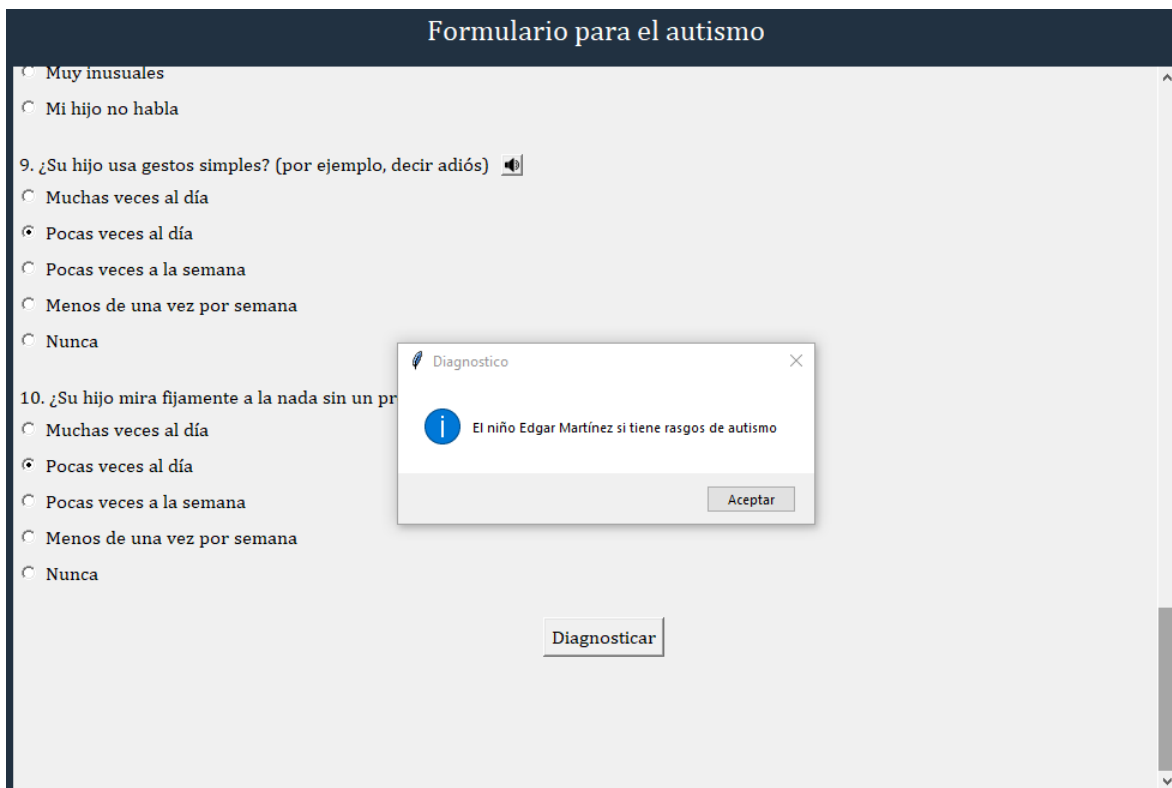 Formulario para el autismo
Muy inusuales
Mi hijo no habla
9. ¿Su hijo usa gestos simples? (por ejemplo, decir adiós)
Muchas veces al día
Pocas veces al día
Pocas veces a la semana
Menos de una vez por semana
Nunca
10. ¿Su hijo mira fijamente a la nada sin un pr
Muchas veces al día
Pocas veces al día
Pocas veces a la semana
Menos de una vez por semana
Nunca
Diagnostico
El niño Edgar Martínez si tiene rasgos de autismo
Aceptar
Diagnosticar